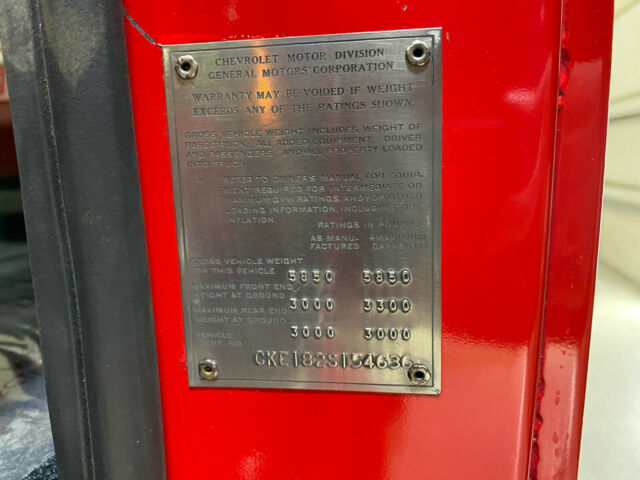 CHEVROLET MOTOR DIVISION
GENERAL MOTORS CORPORATION
WARRANTY MAY BE VOIDED IF WEIGHT
EXCEEDS ANY OF THE RATINGS SHOWN.
GROSS VEHICLE WEIGHT INCLUDES WEIGHT OF
BASE TRUCK, ALL ADDED EQUIPMENT, DRIVER
AND PASSENGERS, AND ALL PROPERTY LOADED
INTO TRUCK.
REFER TO OWNER'S MANUAL FOR EQUIP-
MENT REQUIRED FOR INTERMEDIATE OR
MAXIMUM GVW RATINGS AND/OR OTHER
LOADING INFORMATION, INCLUDING TIRE
INFLATION.
RATINGS IN POUNDS
AS MANU- #MAXIMUM
FACTURED CAPABILITY
GROSS VEHICLE WEIGHT
FOR THIS VEHICLE 5850 5850
MAXIMUM FRONT END
WEIGHT AT GROUND 3000 3300
MAXIMUM REAR END
WEIGHT AT GROUND 3000 3000
VEHICLE
IDENT. NO. CKE182S154686